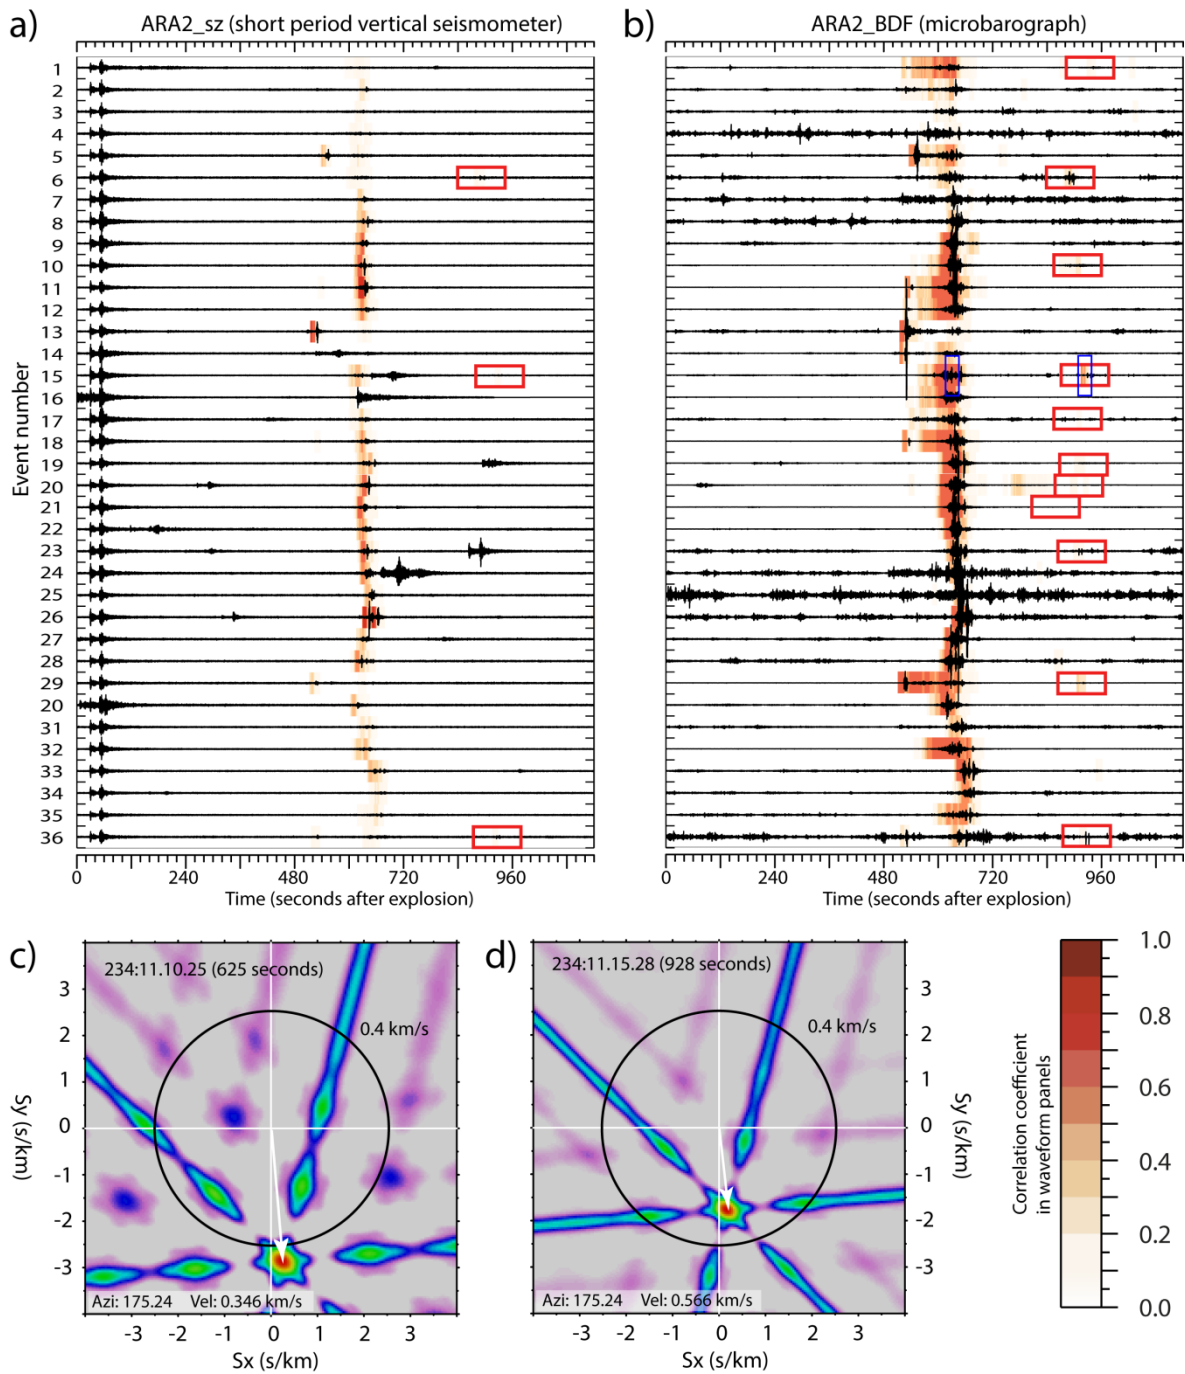 a)
ARA2_sz (short period vertical seismometer)
b)
ARA2_BDF (microbarograph)
Event number
1
2
3
4
5
6
7
8
9
10
11
12
13
14
15
16
17
18
19
20
21
22
23
24
25
26
27
28
29
20
31
32
33
34
35
36
0 240 480 720 960
Time (seconds after explosion)
0 240 480 720 960
Time (seconds after explosion)
c)
234:11.10.25 (625 seconds)
0.4 km/s
3
2
1
0
-1
-2
-3
Azi: 175.24 Vel: 0.346 km/s
-3 -2 -1 0 1 2 3
Sx (s/km)
Sy (s/km)
d)
234:11.15.28 (928 seconds)
0.4 km/s
3
2
1
0
-1
-2
-3
Sy (s/km)
Azi: 175.24 Vel: 0.566 km/s
-3 -2 -1 0 1 2 3
Sx (s/km)
Correlation coefficient
in waveform panels
1.0
0.8
0.6
0.4
0.2
0.0